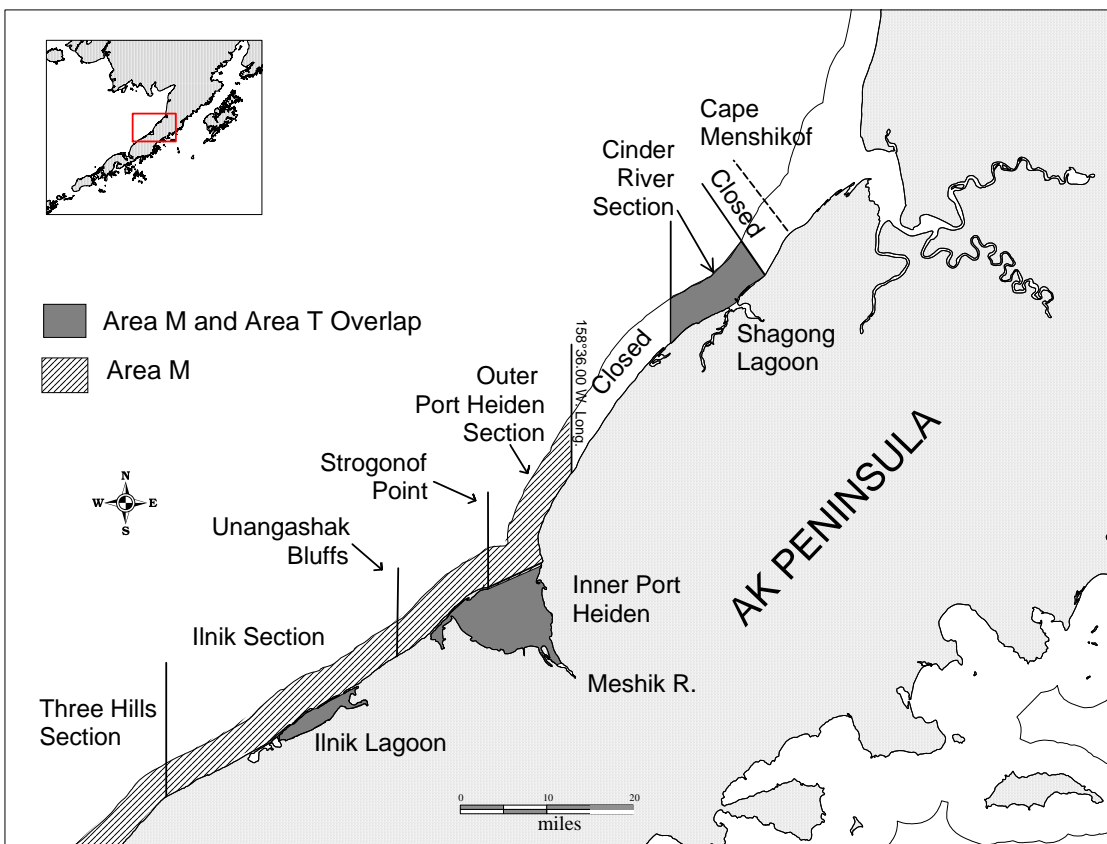 Cape
Menshikof
Cinder
River
Section
Closed
Area M and Area T Overlap
Area M
Shagong
Lagoon
158°36.00 W. Long.
Closed
Outer
Port Heiden
Section
Strogonof
Point
Unangashak
Bluffs
N
W
E
S
AK PENINSULA
Inner Port
Heiden
Ilnik Section
Meshik R.
Three Hills
Section
Ilnik Lagoon
0 10 20
miles